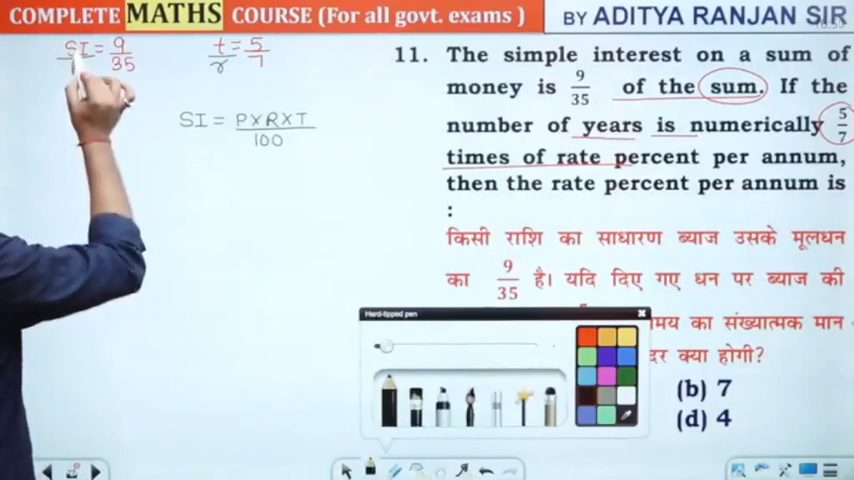 COMPLETE MATHS COURSE (For all govt. exams) BY ADITYA RANJAN SIR
SI = 9/35
t/r = 5/7
SI = P×R×T/100
11. The simple interest on a sum of
money is 9/35 of the sum. If the
number of years is numerically 5/7
times of rate percent per annum,
then the rate percent per annum is
:
किसी राशि का साधारण ब्याज उसके मूलधन
का 9/35 है। यदि दिए गए धन पर ब्याज की
मय का संख्यात्मक मान
दर क्या होगी?
Hard-tipped pen
(b) 7
(d) 4